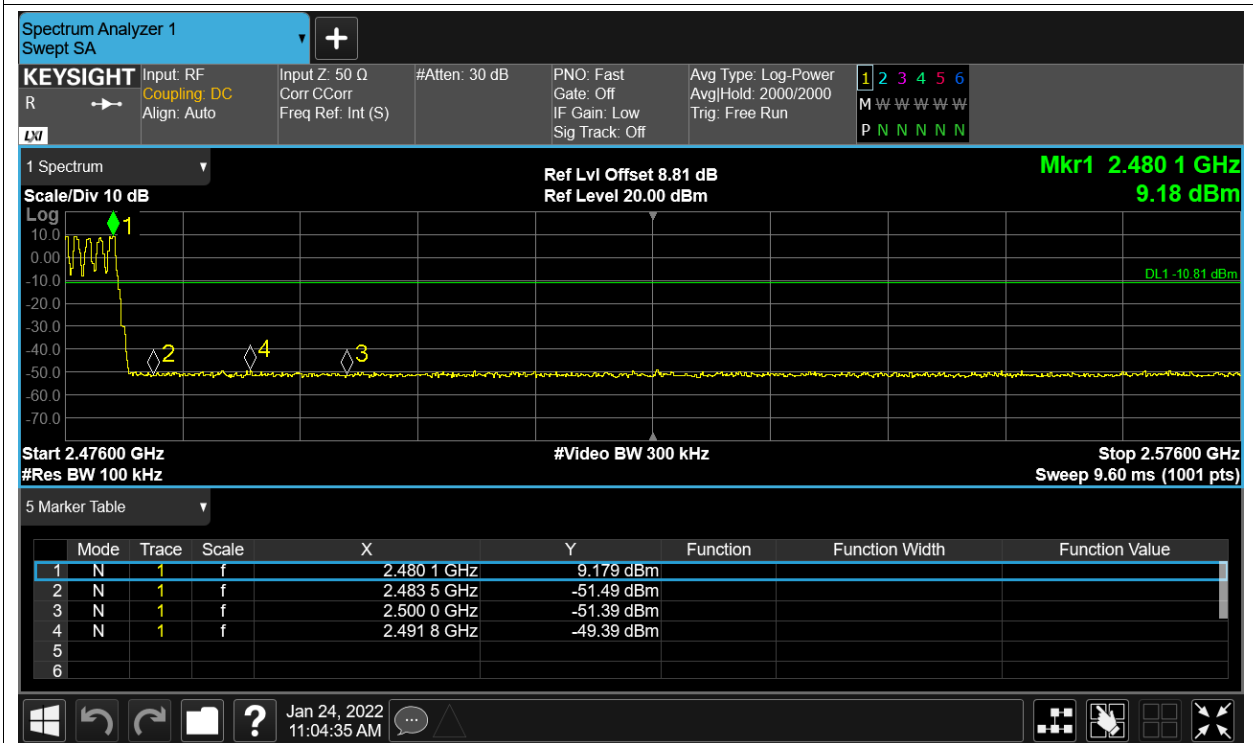 Spectrum Analyzer 1
Swept SA
KEYSIGHT Input: RF Input Z: 50 Ω #Atten: 30 dB PNO: Fast Avg Type: Log-Power 1 2 3 4 5 6
R Coupling: DC Corr CCorr Gate: Off Avg|Hold: 2000/2000 M W W W W W W
Align: Auto Freq Ref: Int (S) IF Gain: Low Trig: Free Run
LXI Sig Track: Off P N N N N N N
1 Spectrum Ref Lvl Offset 8.81 dB Mkr1 2.480 1 GHz
Scale/Div 10 dB Ref Level 20.00 dBm 9.18 dBm
Log
1
10.0
0.00
DL1 -10.81 dBm
-10.0
-20.0
-30.0
-40.0
2 4 3
-50.0
-60.0
-70.0
Start 2.47600 GHz #Video BW 300 kHz Stop 2.57600 GHz
#Res BW 100 kHz Sweep 9.60 ms (1001 pts)
5 Marker Table
Mode Trace Scale X Y Function Function Width Function Value
1 N 1 f 2.480 1 GHz 9.179 dBm
2 N 1 f 2.483 5 GHz -51.49 dBm
3 N 1 f 2.500 0 GHz -51.39 dBm
4 N 1 f 2.491 8 GHz -49.39 dBm
5
6
? Jan 24, 2022
11:04:35 AM